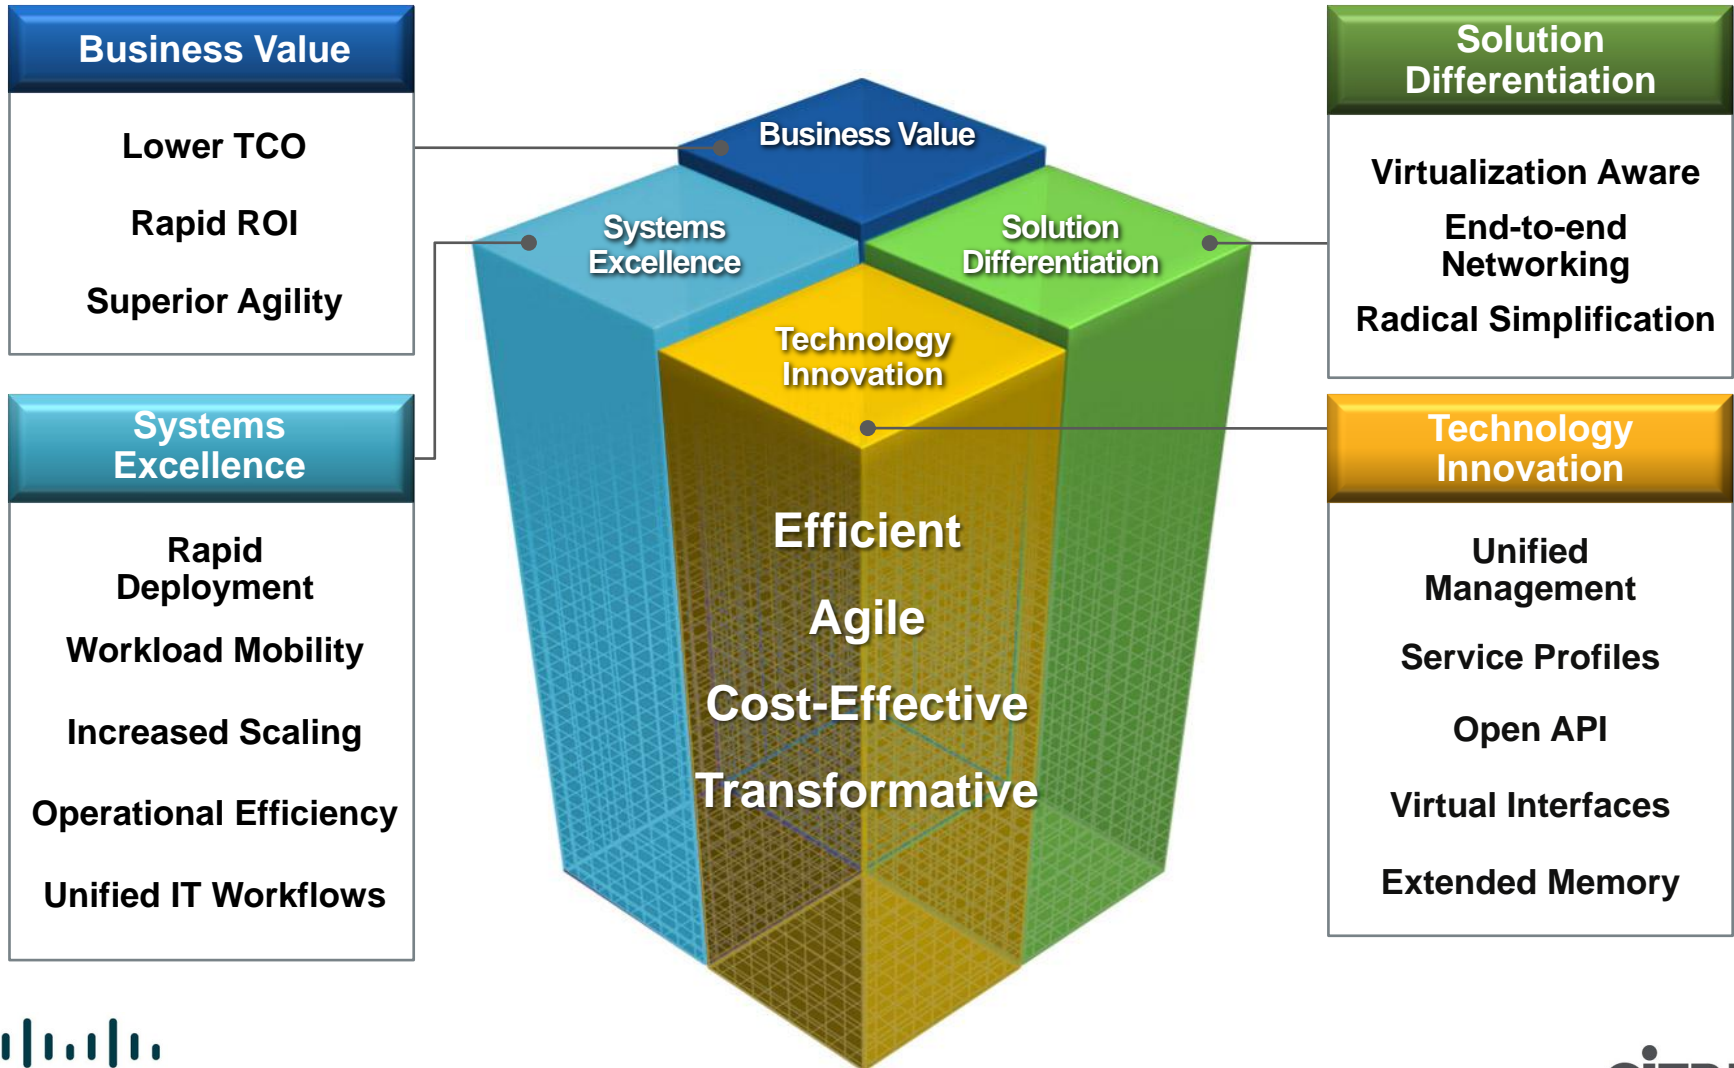 Business Value
Lower TCO
Rapid ROI
Superior Agility
Systems
Excellence
Rapid
Deployment
Workload Mobility
Increased Scaling
Operational Efficiency
Unified IT Workflows
Business Value
Systems
Excellence
Solution
Differentiation
Technology
Innovation
Efficient
Agile
Cost-Effective
Transformative
Solution
Differentiation
Virtualization Aware
End-to-end
Networking
Radical Simplification
Technology
Innovation
Unified
Management
Service Profiles
Open API
Virtual Interfaces
Extended Memory